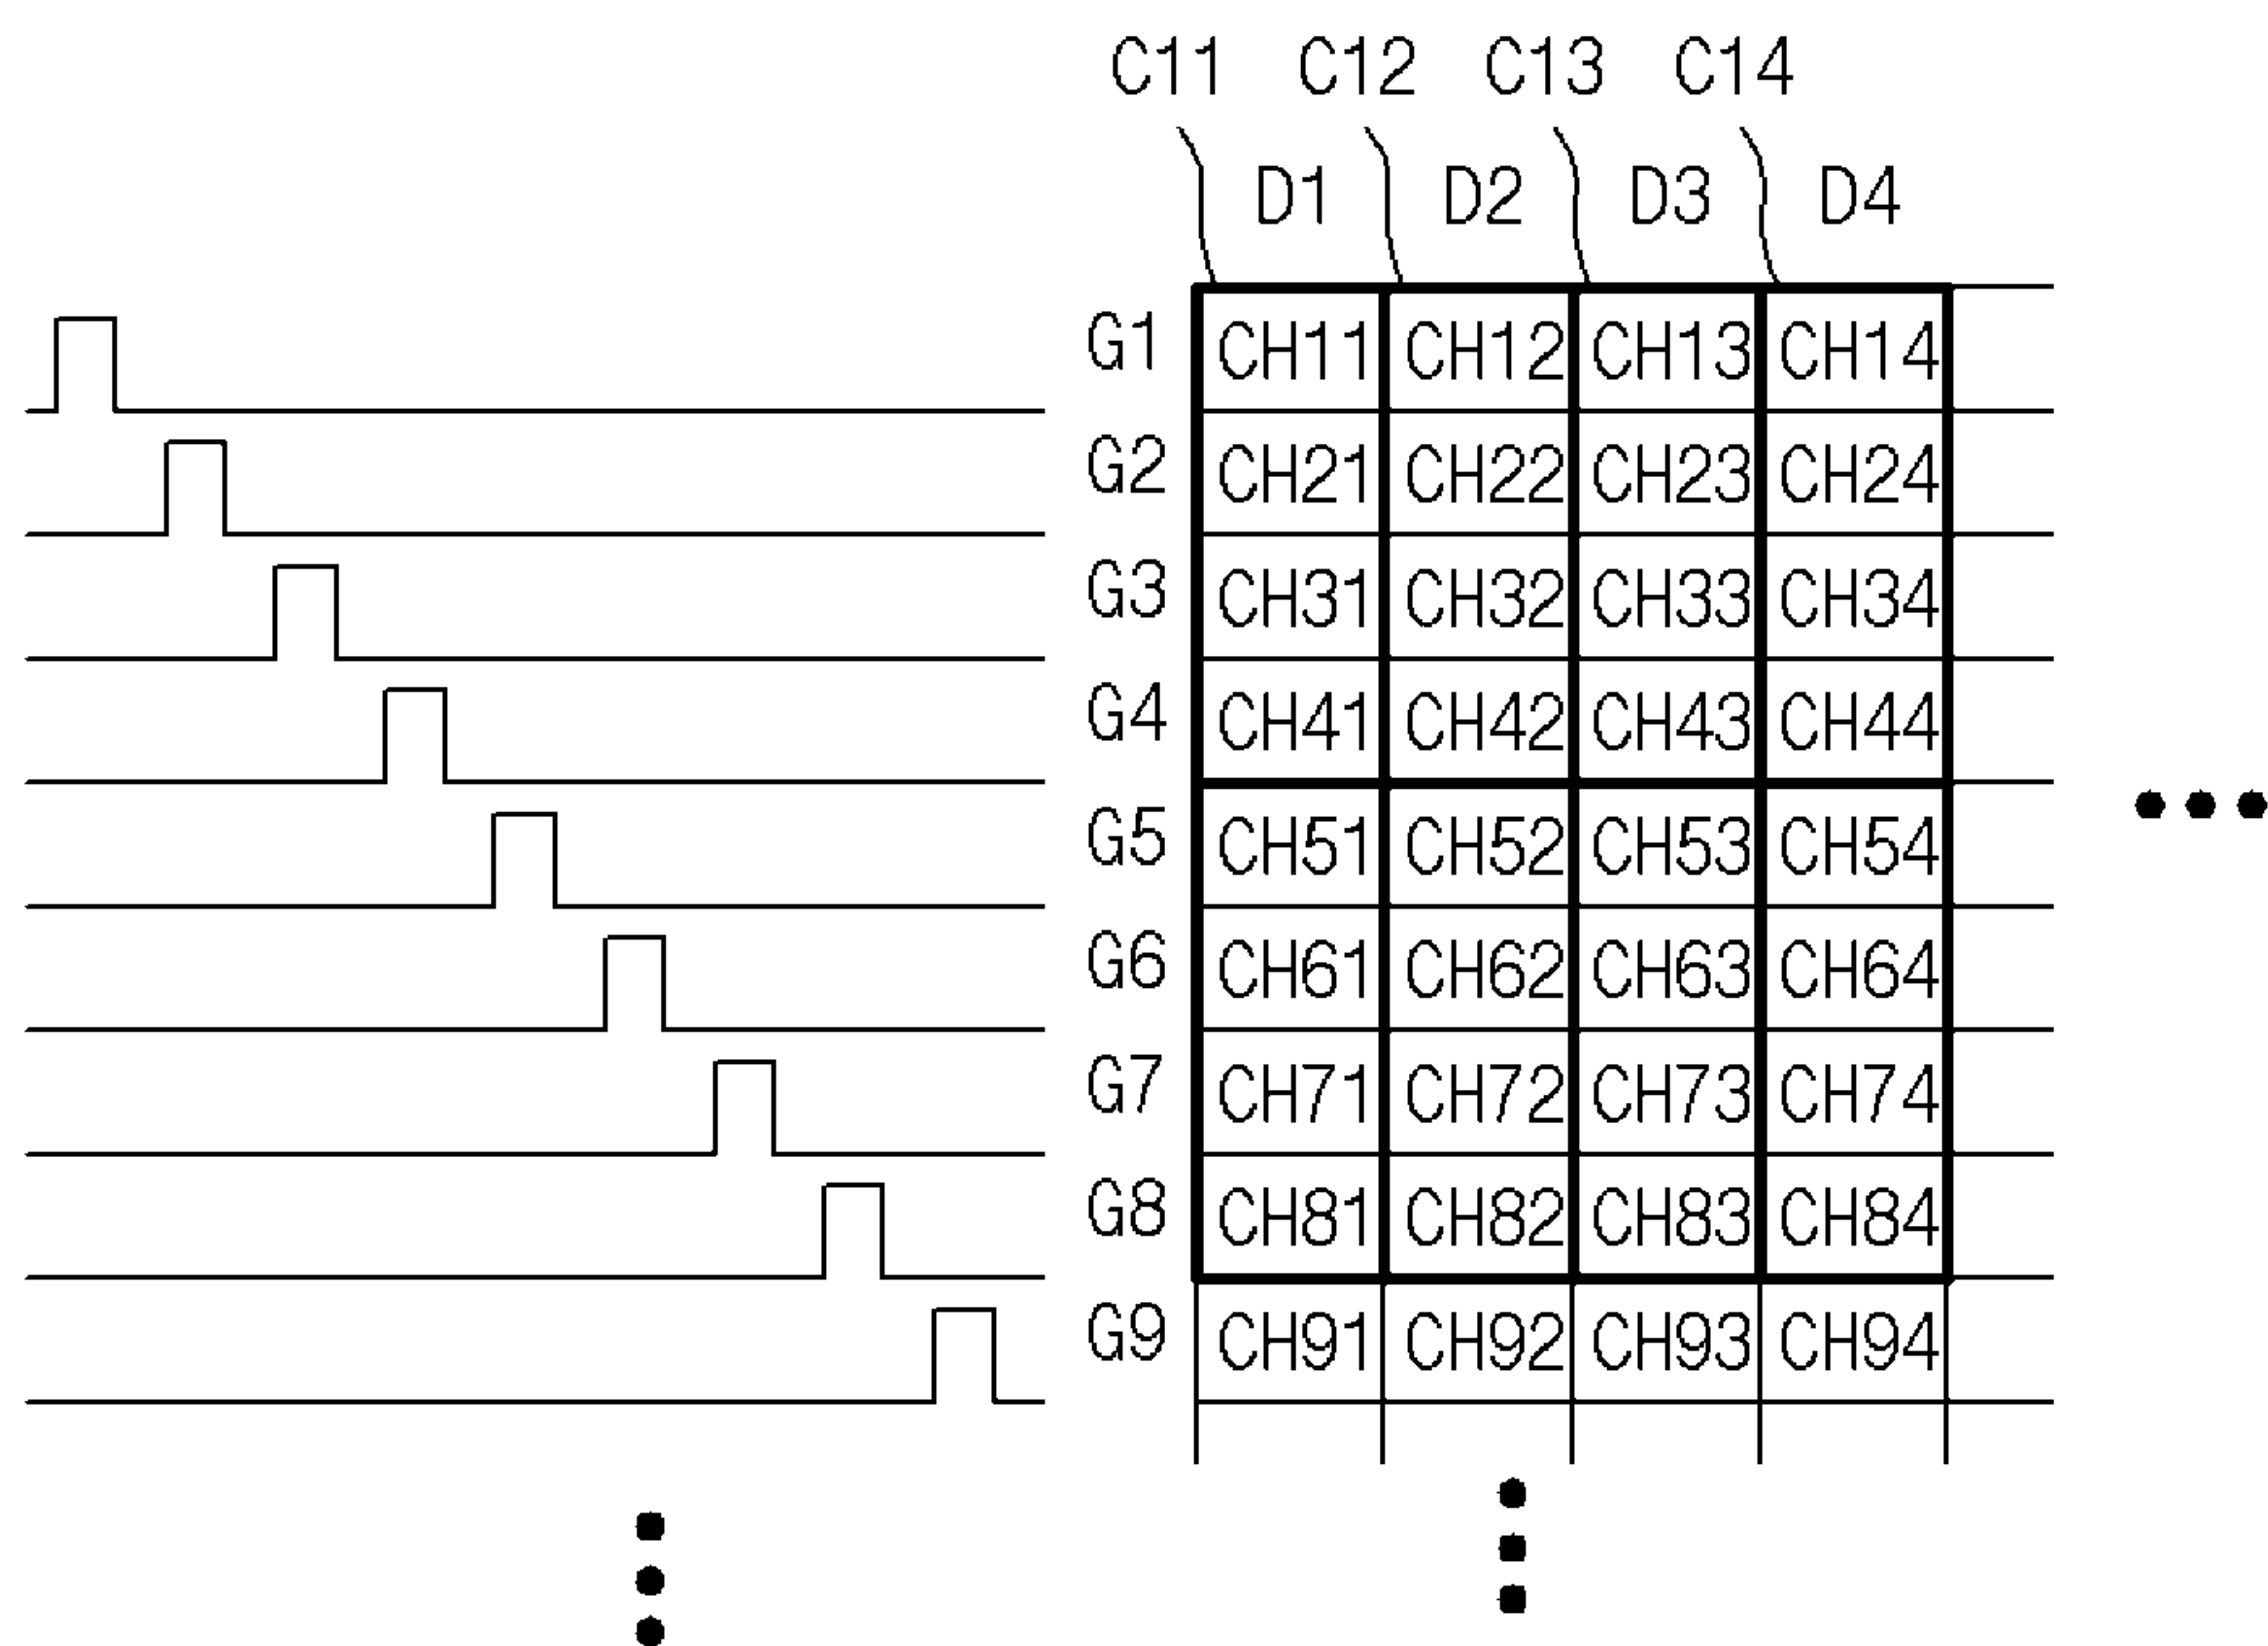 C11 C12 C13 C14
D1 D2 D3 D4
G1 CH11 CH12 CH13 CH14
G2 CH21 CH22 CH23 CH24
G3 CH31 CH32 CH33 CH34
G4 CH41 CH42 CH43 CH44
G5 CH51 CH52 CH53 CH54
G6 CH61 CH62 CH63 CH64
G7 CH71 CH72 CH73 CH74
G8 CH81 CH82 CH83 CH84
G9 CH91 CH92 CH93 CH94